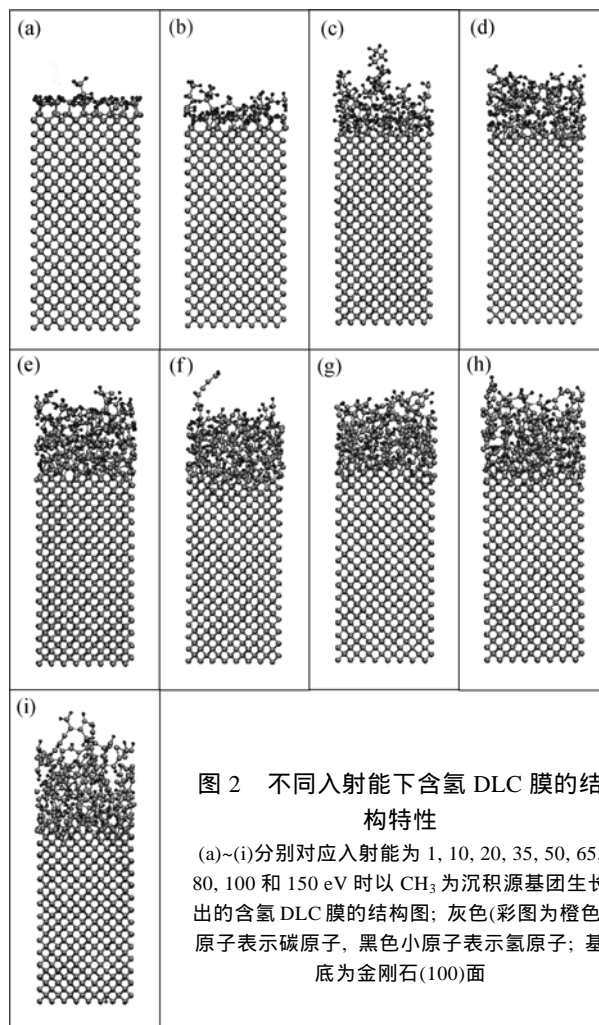 (a)
(b)
(c)
(d)
(e)
(f)
(g)
(h)
(i)
图 2 不同入射能下含氢 DLC 膜的结
构特性
(a)~(i)分别对应入射能为 1, 10, 20, 35, 50, 65,
80, 100 和 150 eV 时以 CH₃ 为沉积源基团生长
出的含氢 DLC 膜的结构图; 灰色(彩图为橙色
原子表示碳原子, 黑色小原子表示氢原子; 基
底为金刚石(100)面